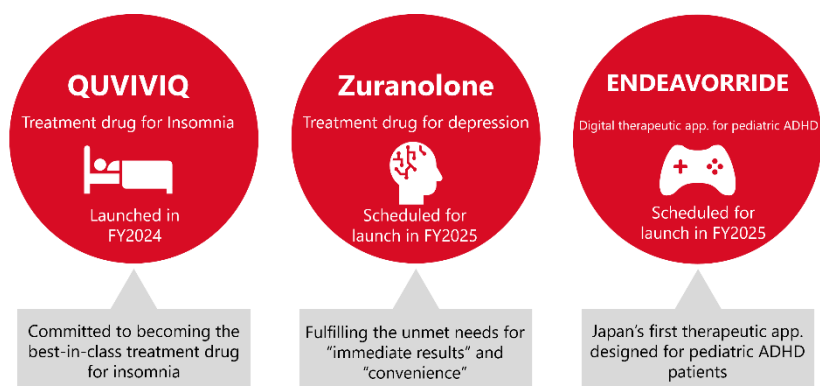 QUVIVIQ
Treatment drug for Insomnia
Launched in
FY2024
Zuranolone
Treatment drug for depression
Scheduled for
launch in FY2025
ENDEAVORRIDE
Digital therapeutic app. for pediatric ADHD
Scheduled for
launch in FY2025
Committed to becoming the
best-in-class treatment drug
for insomnia
Fulfilling the unmet needs for
“immediate results” and
“convenience”
Japan’s first therapeutic app.
designed for pediatric ADHD
patients